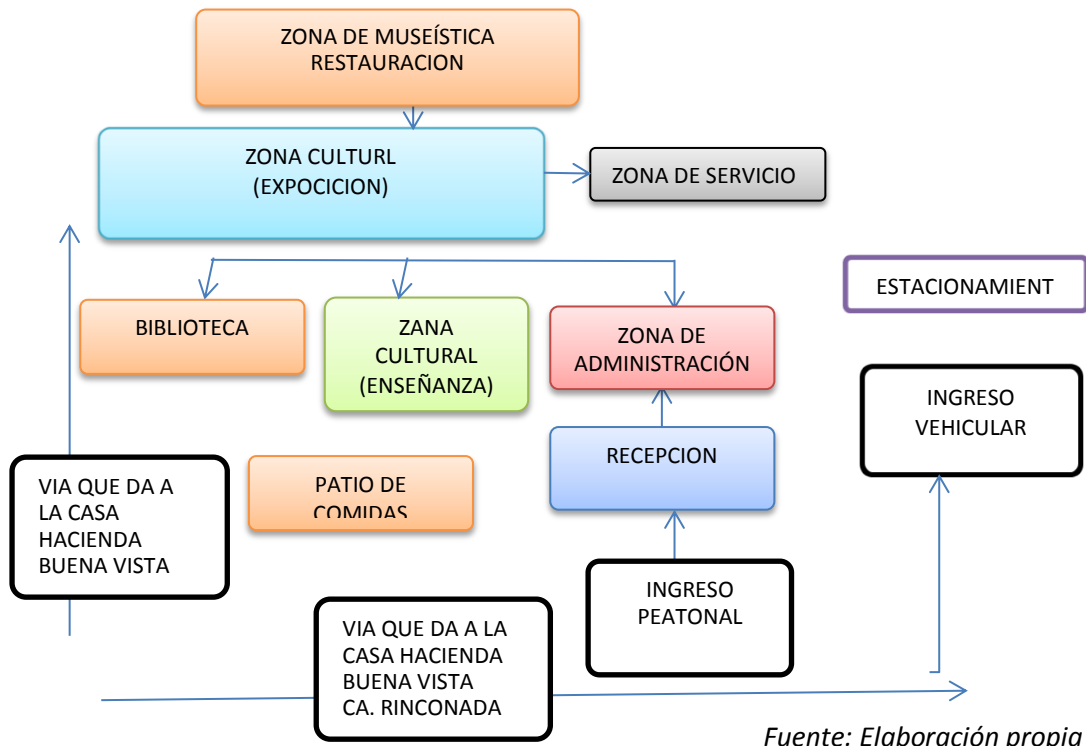 ZONA DE MUSEÍSTICA
RESTAURACION
ZONA CULTURL
(EXPOCICION)
ZONA DE SERVICIO
ESTACIONAMIENT
BIBLIOTECA
ZANA
CULTURAL
(ENSEÑANZA)
ZONA DE
ADMINISTRACIÓN
INGRESO
VEHICULAR
RECEPCION
VIA QUE DA A
LA CASA
HACIENDA
BUENA VISTA
PATIO DE
COMIDAS
INGRESO
PEATONAL
VIA QUE DA A LA
CASA HACIENDA
BUENA VISTA
CA. RINCONADA
Fuente: Elaboración propia